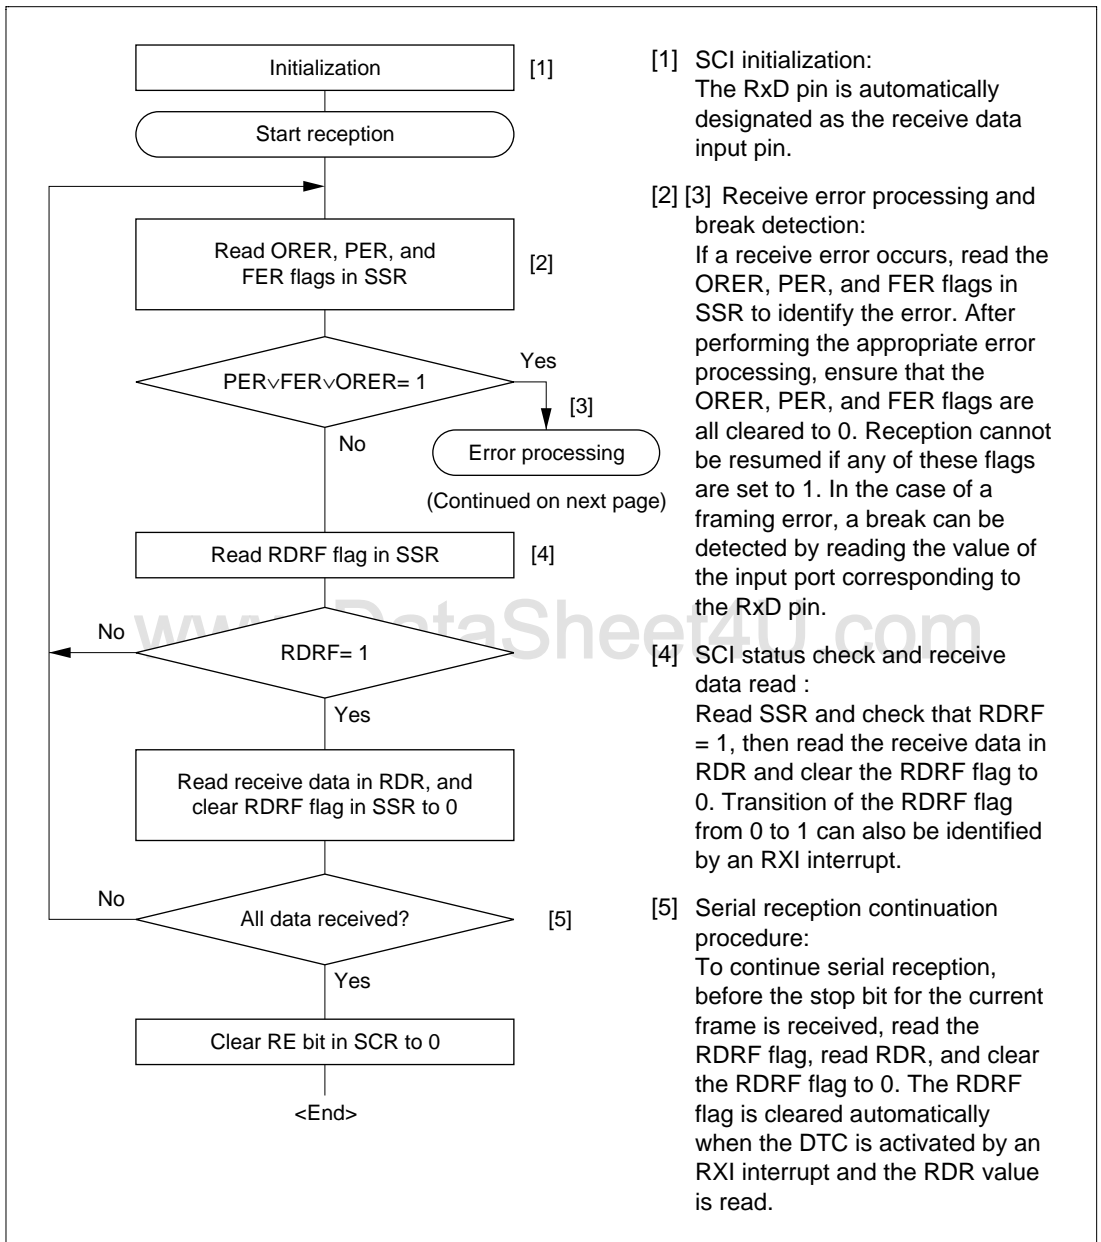 Initialization [1]
Start reception
Read ORER, PER, and
FER flags in SSR
[2]
PER∨FER∨ORER= 1
Yes
[3]
No
Error processing
(Continued on next page)
Read RDRF flag in SSR [4]
No
RDRF= 1
Yes
Read receive data in RDR, and
clear RDRF flag in SSR to 0
No
All data received? [5]
Yes
Clear RE bit in SCR to 0
<End>
[1] SCI initialization:
The RxD pin is automatically
designated as the receive data
input pin.
[2] [3] Receive error processing and
break detection:
If a receive error occurs, read the
ORER, PER, and FER flags in
SSR to identify the error. After
performing the appropriate error
processing, ensure that the
ORER, PER, and FER flags are
all cleared to 0. Reception cannot
be resumed if any of these flags
are set to 1. In the case of a
framing error, a break can be
detected by reading the value of
the input port corresponding to
the RxD pin.
[4] SCI status check and receive
data read :
Read SSR and check that RDRF
= 1, then read the receive data in
RDR and clear the RDRF flag to
0. Transition of the RDRF flag
from 0 to 1 can also be identified
by an RXI interrupt.
[5] Serial reception continuation
procedure:
To continue serial reception,
before the stop bit for the current
frame is received, read the
RDRF flag, read RDR, and clear
the RDRF flag to 0. The RDRF
flag is cleared automatically
when the DTC is activated by an
RXI interrupt and the RDR value
is read.
www.DataSheet4U.com